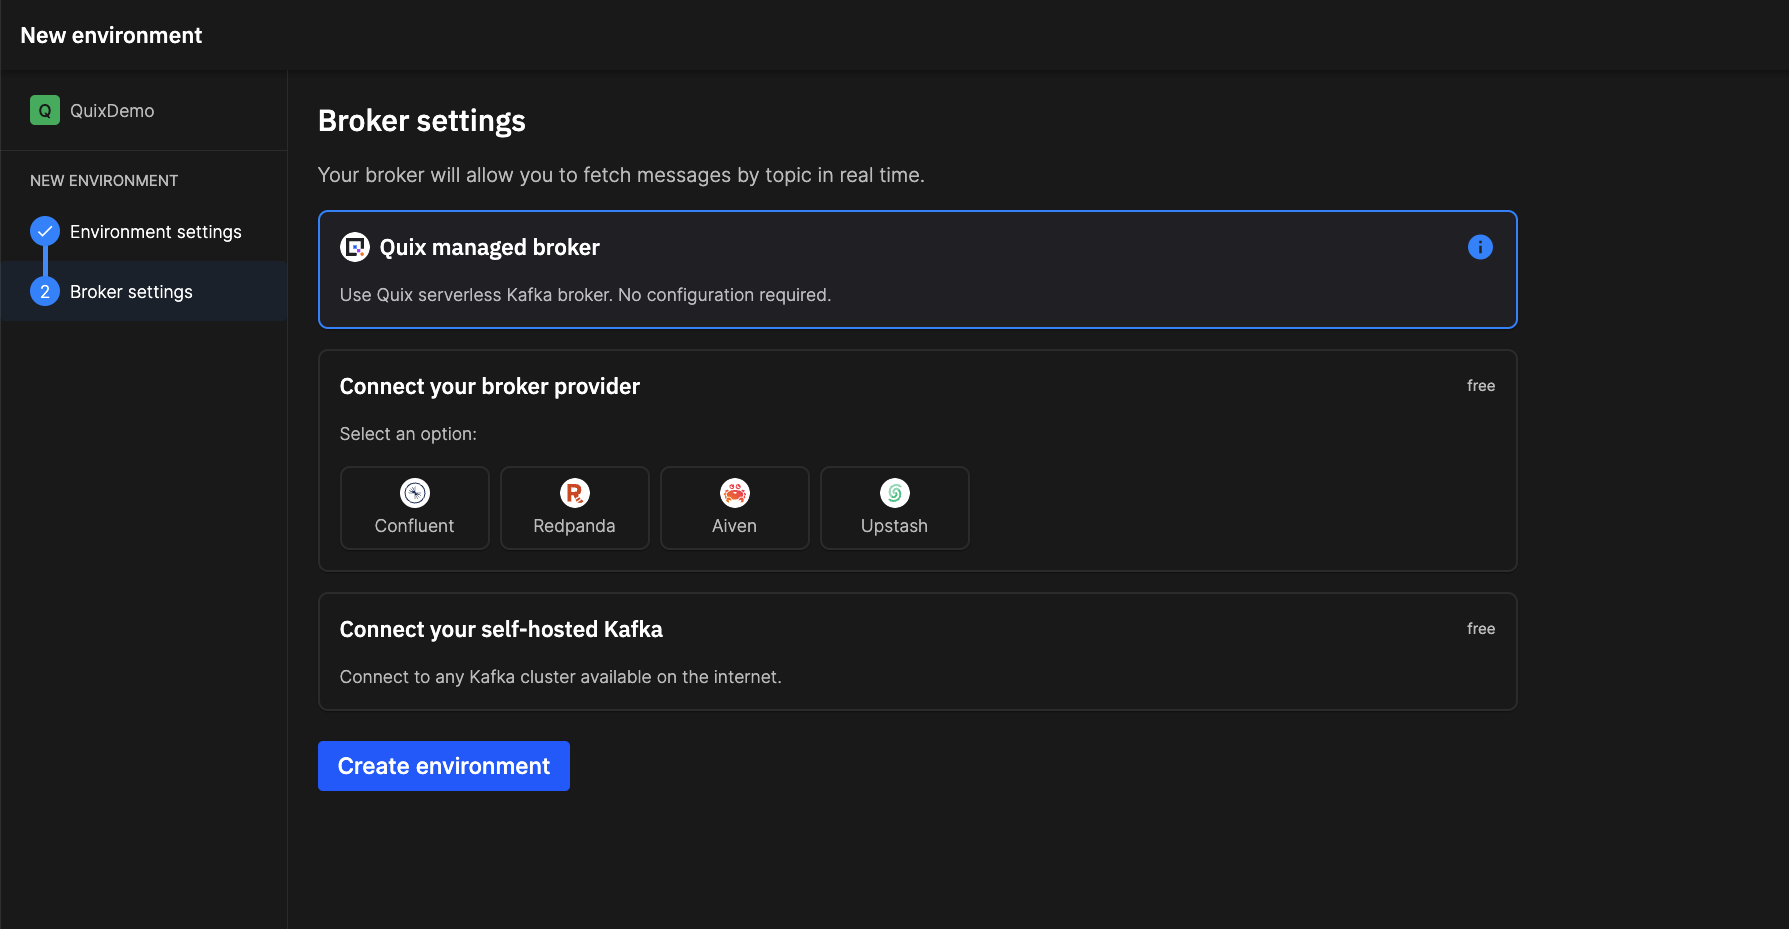 New environment
Q QuixDemo
NEW ENVIRONMENT
Environment settings
2 Broker settings
Broker settings
Your broker will allow you to fetch messages by topic in real time.
Quix managed broker
Use Quix serverless Kafka broker. No configuration required.
Connect your broker provider
free
Select an option:
Confluent
Redpanda
Aiven
Upstash
Connect your self-hosted Kafka
free
Connect to any Kafka cluster available on the internet.
Create environment